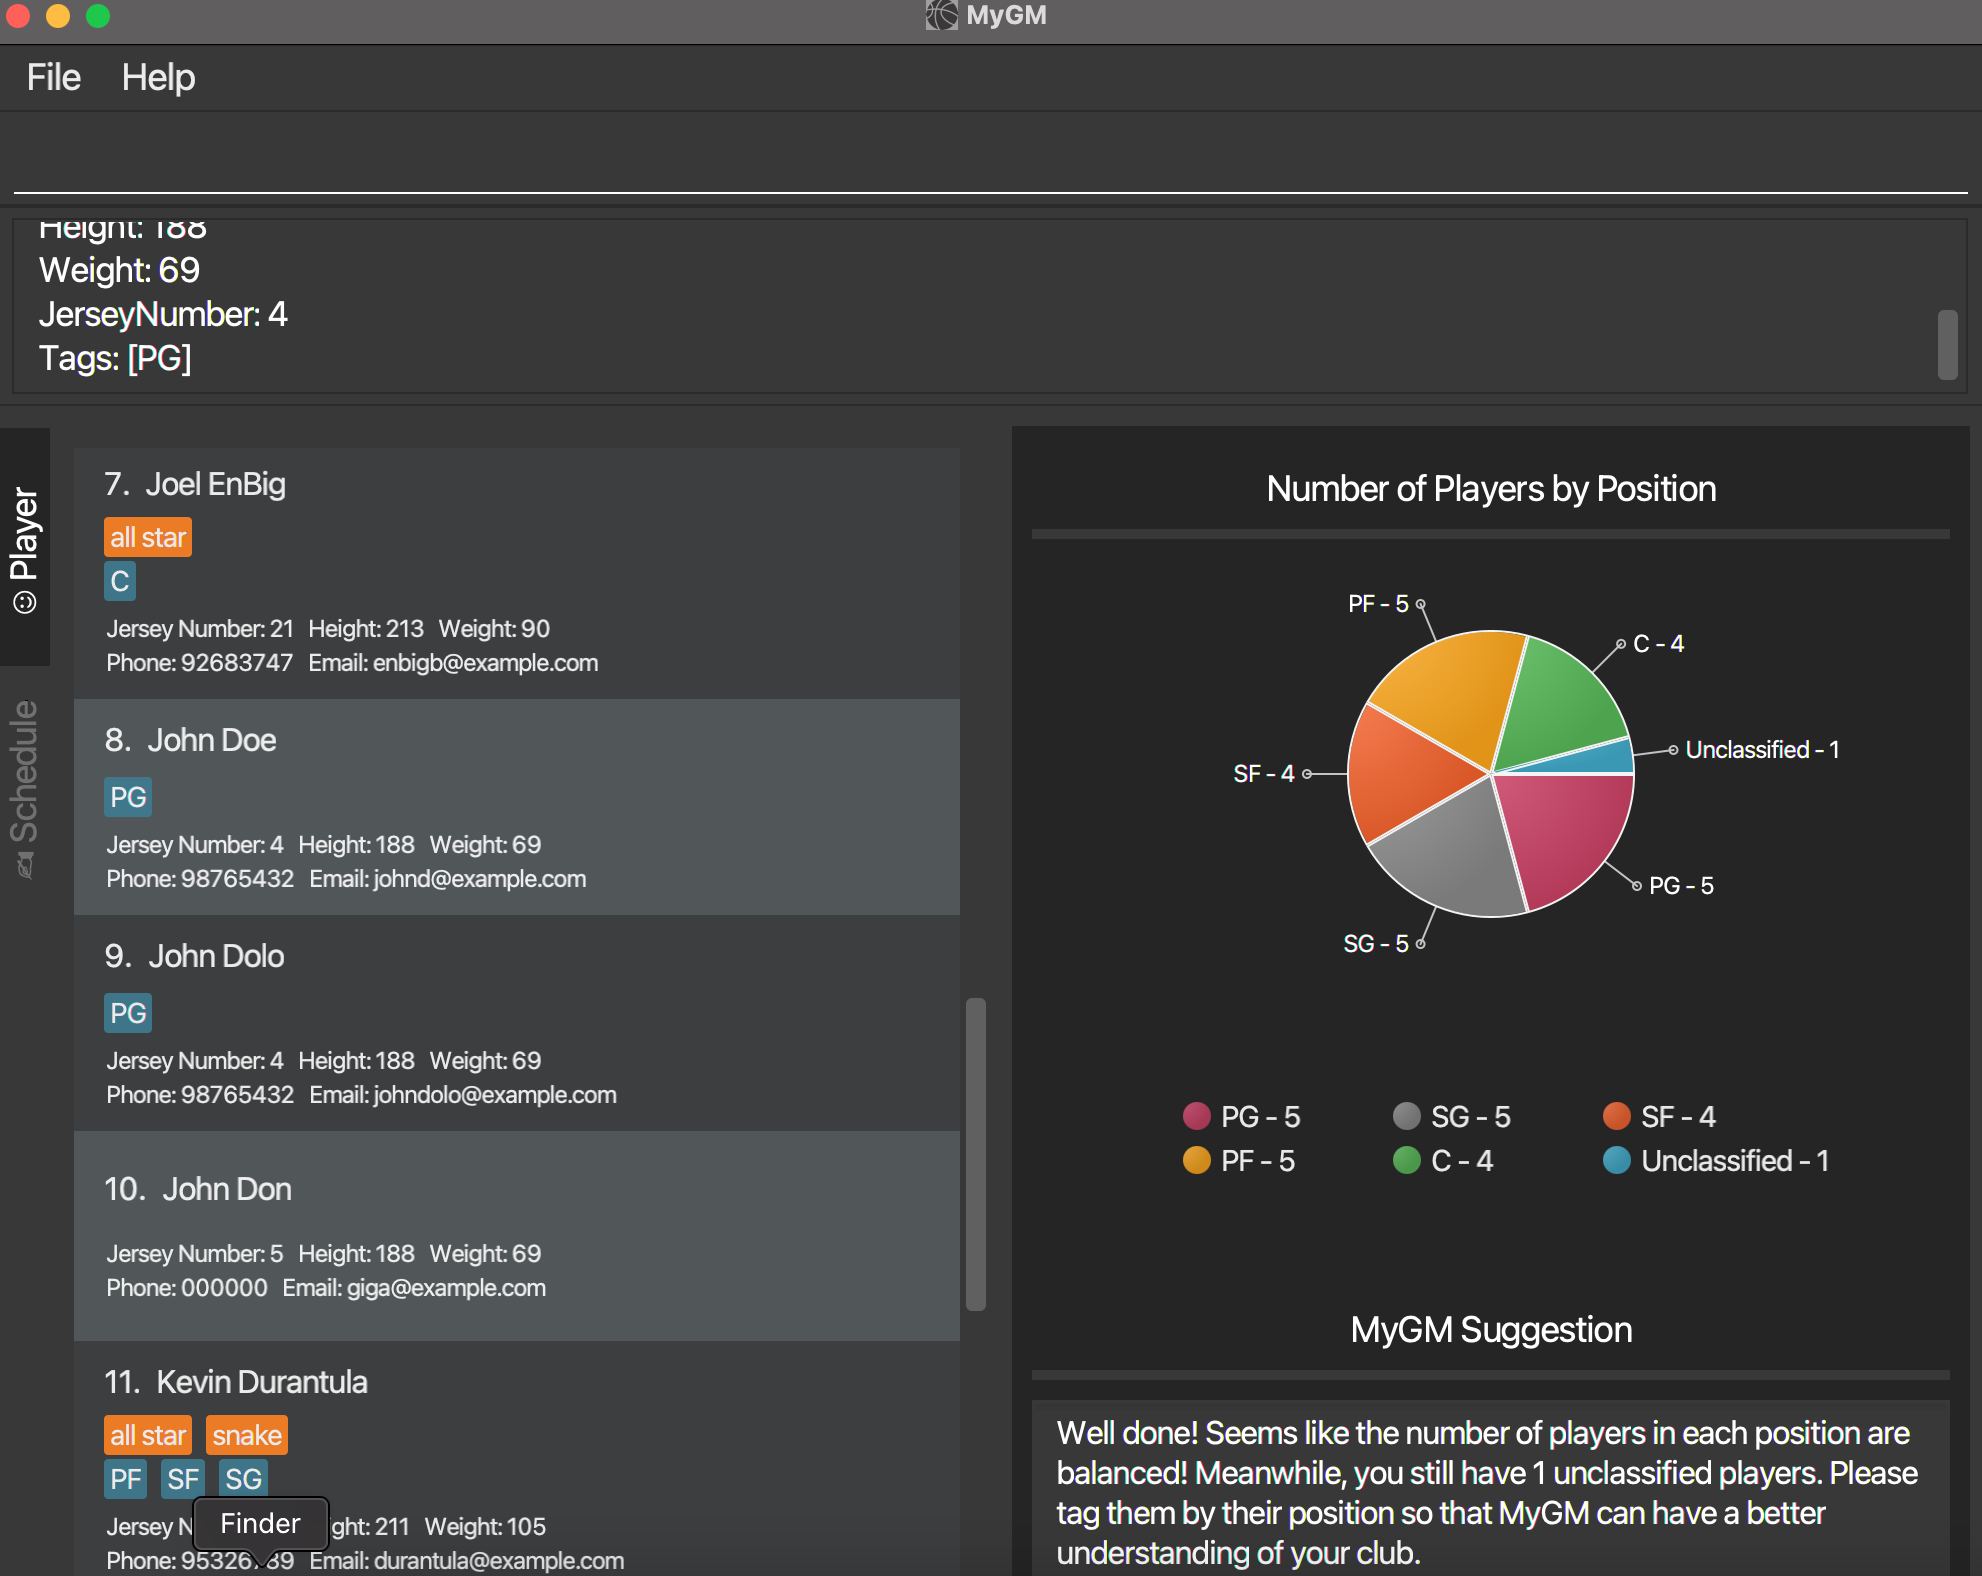 MyGM
File Help
Height: 188
Weight: 69
JerseyNumber: 4
Tags: [PG]
Player
Schedule
7. Joel EnBig
all star
C
Jersey Number: 21 Height: 213 Weight: 90
Phone: 92683747 Email: enbigb@example.com
8. John Doe
PG
Jersey Number: 4 Height: 188 Weight: 69
Phone: 98765432 Email: johnd@example.com
9. John Dolo
PG
Jersey Number: 4 Height: 188 Weight: 69
Phone: 98765432 Email: johndolo@example.com
10. John Don
Jersey Number: 5 Height: 188 Weight: 69
Phone: 000000 Email: giga@example.com
11. Kevin Durantula
all star snake
PF SF SG
Jersey N ght: 211 Weight: 105
Finder
Phone: Email: durantula@example.com
Number of Players by Position
PF - 5
C - 4
Unclassified - 1
SF - 4
PG - 5
SG - 5
PG - 5 SG - 5 SF - 4
PF - 5 C - 4 Unclassified - 1
MyGM Suggestion
Well done! Seems like the number of players in each position are
balanced! Meanwhile, you still have 1 unclassified players. Please
tag them by their position so that MyGM can have a better
understanding of your club.